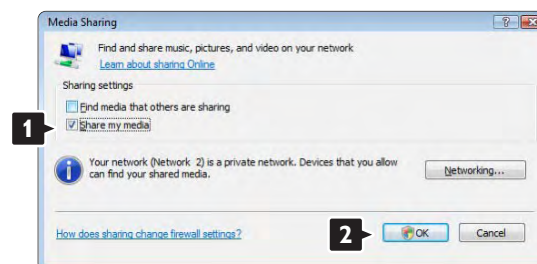 Media Sharing
Find and share music, pictures, and video on your network
Learn about sharing Online
Sharing settings
Find media that others are sharing
1
Share my media
Your network (Network 2) is a private network. Devices that you allow
can find your shared media.
Networking...
How does sharing change firewall settings?
2
OK
Cancel